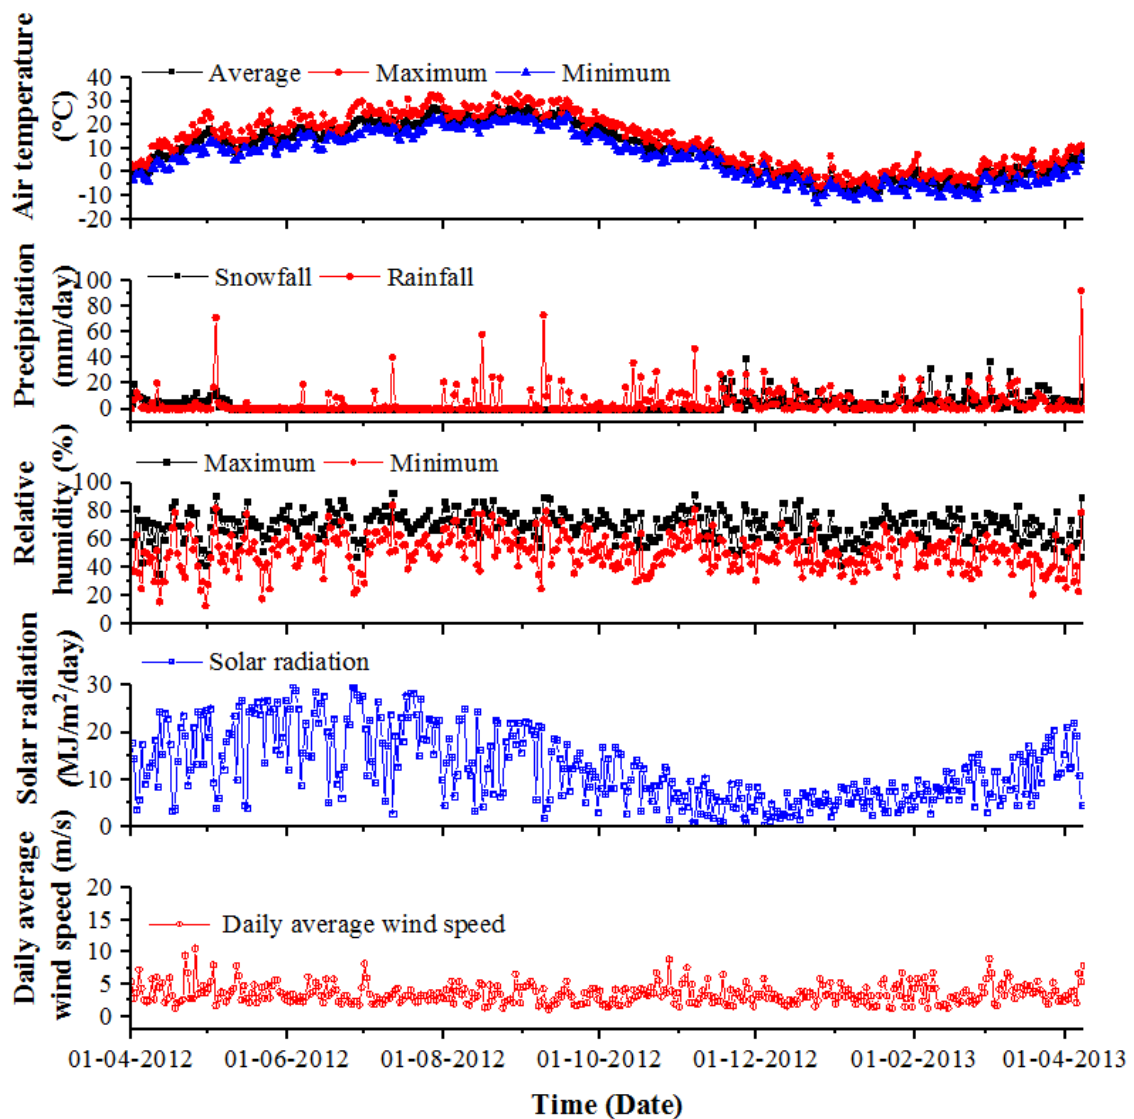 Air temperature
(°C)
Average Maximum Minimum
40
30
20
10
0
-10
-20
Precipitation
(mm/day)
Snowfall Rainfall
100
80
60
40
20
0
Relative
humidity (%)
Maximum Minimum
100
80
60
40
20
0
Solar radiation
(MJ/m²/day)
Solar radiation
30
20
10
0
Daily average
wind speed (m/s)
Daily average wind speed
20
15
10
5
0
01-04-2012 01-06-2012 01-08-2012 01-10-2012 01-12-2012 01-02-2013 01-04-2013
Time (Date)